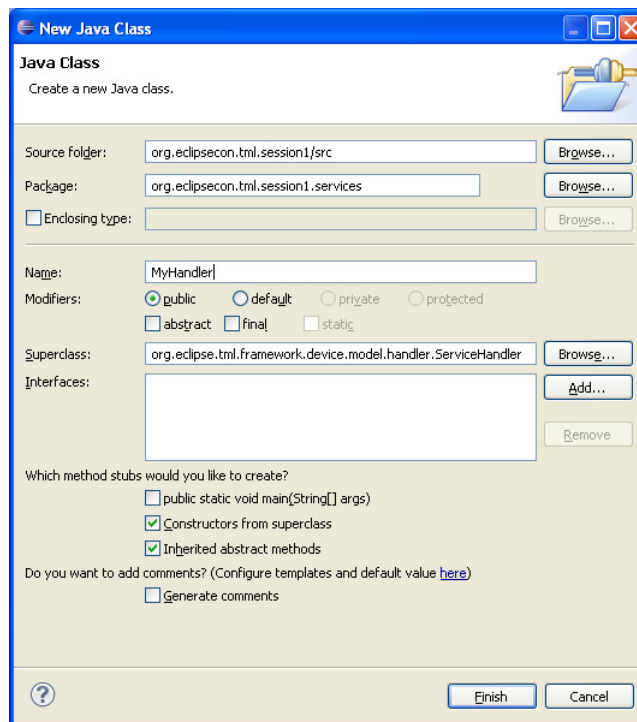 New Java Class
Java Class
Create a new Java class.
Source folder: org.eclipsecon.tml.session1/src Browse...
Package: org.eclipsecon.tml.session1.services Browse...
Enclosing type: Browse...
Name: MyHandler
Modifiers: public default private protected
abstract final static
Superclass: org.eclipse.tml.framework.device.model.handler.ServiceHandler Browse...
Interfaces: Add...
Remove
Which method stubs would you like to create?
public static void main(String[] args)
Constructors from superclass
Inherited abstract methods
Do you want to add comments? (Configure templates and default value here)
Generate comments
? Finish Cancel